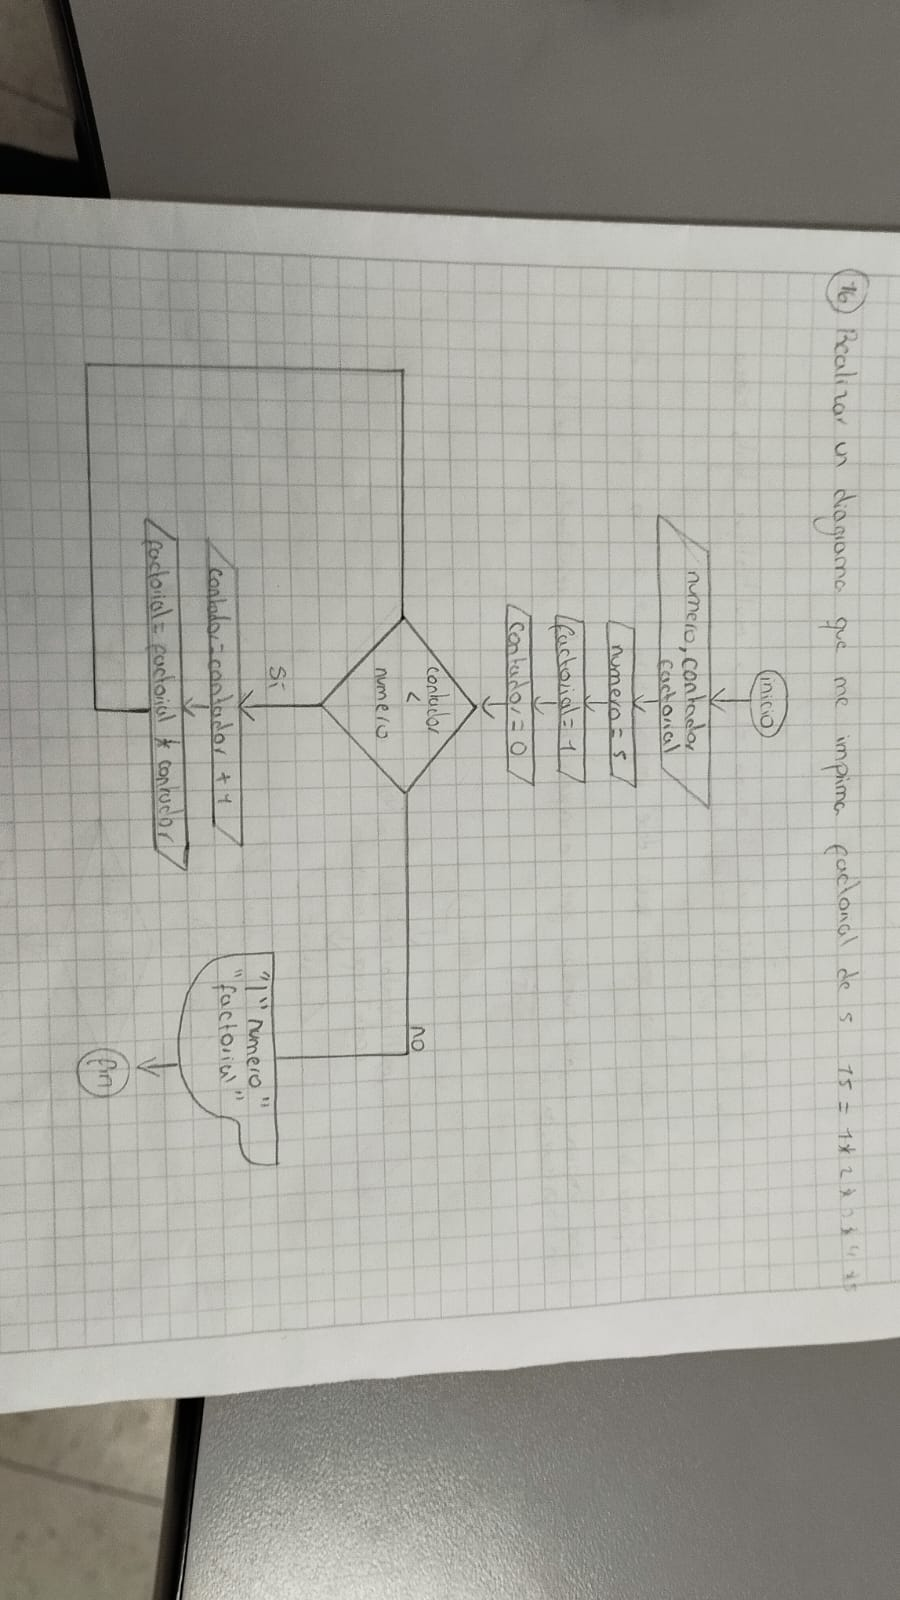 16) Realizar un diagrama que me imprima factorial de 5 15 = 1* 2 * 3 * 4 *5
inicio
numero, contador
factorial
numero = 5
factorial = 1
contador = 0
contador
<
numero
no
Si
contador = contador + 1
factorial = factorial * contador
"1" numero "
"factorial"
fin